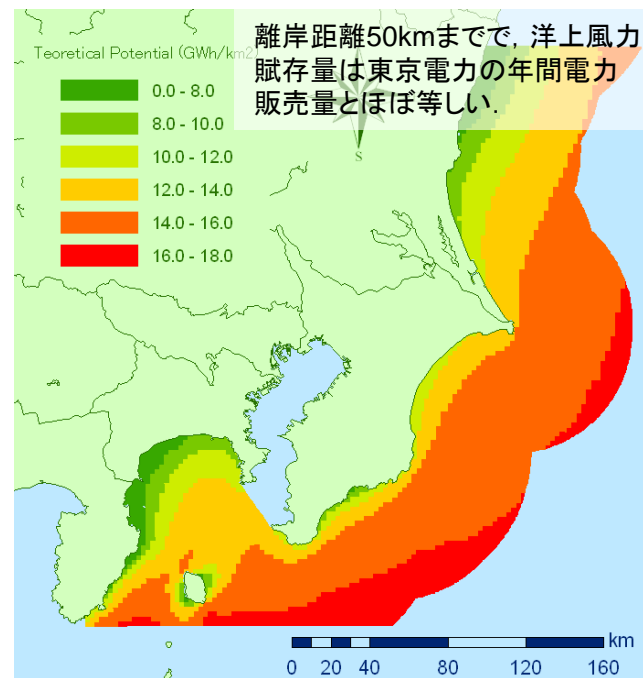 離岸距離50kmまでで，洋上風力
賦存量は東京電力の年間電力
販売量とほぼ等しい．
Teoretical Potential (GWh/km2)
0.0 - 8.0
8.0 - 10.0
10.0 - 12.0
12.0 - 14.0
14.0 - 16.0
16.0 - 18.0
S
km
0 20 40 80 120 160